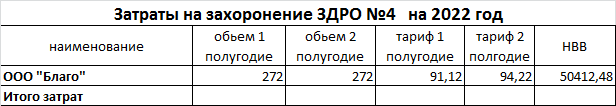 Затраты на захоронение ЗДРО №4 на 2022 год
наименование
обьем 1 полугодие
обьем 2 полугодие
тариф 1 полугодие
тариф 2 полгодие
НВВ
ООО "Благо" 272 272 91,12 94,22 50412,48
Итого затрат